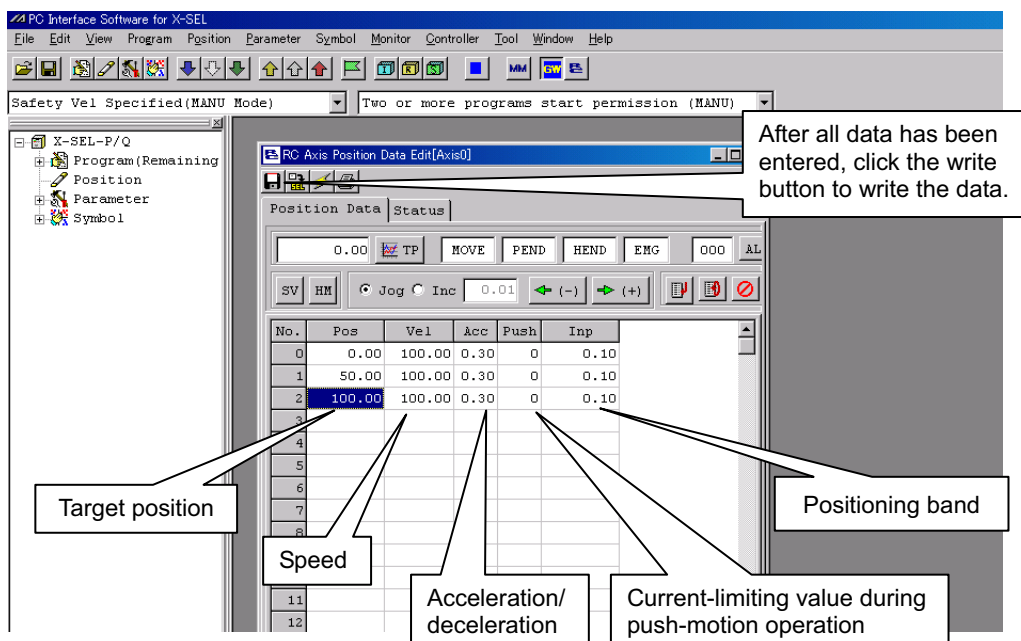 PC Interface Software for X-SEL
File Edit View Program Position Parameter Symbol Monitor Controller Tool Window Help
T R S MM GW
Safety Vel Specified(MANU Mode) Two or more programs start permission (MANU)
After all data has been
entered, click the write
button to write the data.
X-SEL-P/Q
Program(Remaining
Position
Parameter
Symbol
RC Axis Position Data Edit[Axis0]
Position Data Status
0.00 TP MOVE PEND HEND EMG 000 AL
SV HM Jog Inc 0.01 (-) (+)
No. Pos Vel Acc Push Inp
0 0.00 100.00 0.30 0 0.10
1 50.00 100.00 0.30 0 0.10
2 100.00 100.00 0.30 0 0.10
3
4
5
6
7
8
11
12
Target position
Speed
Acceleration/
deceleration
Current-limiting value during
push-motion operation
Positioning band